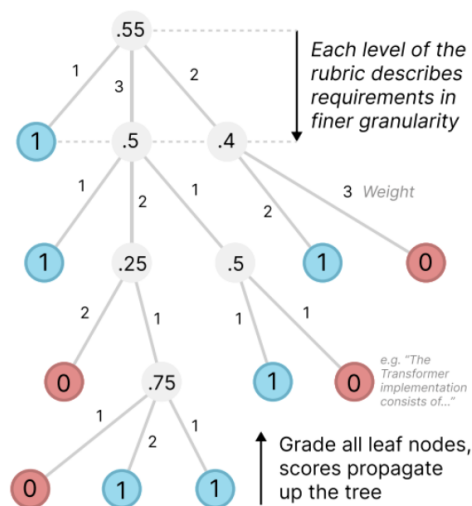 .55
Each level of the
rubric describes
requirements in
finer granularity
1
3
2
1
.5
.4
1
2
1
2
3
Weight
1
.25
.5
1
0
2
1
1
1
0
.75
1
0
e.g. "The
Transformer
implementation
consists of..."
1
2
1
0
1
1
Grade all leaf nodes,
scores propagate
up the tree